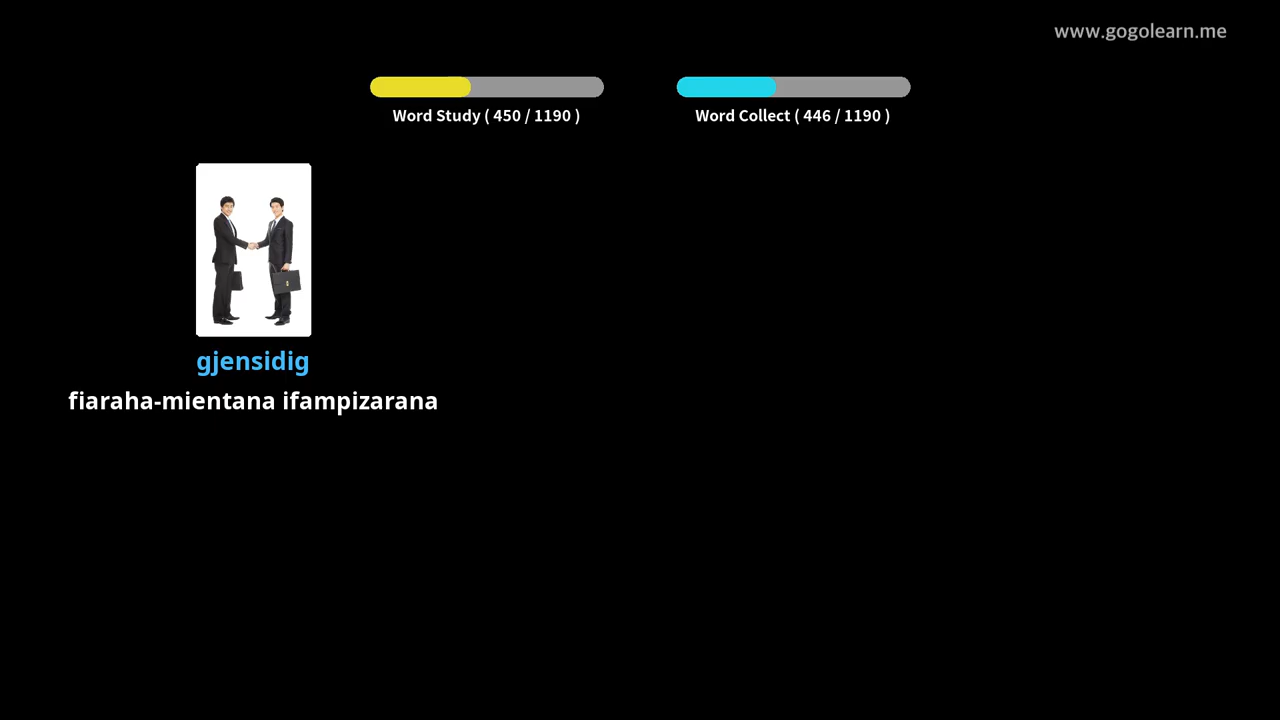 www.gogolearn.me
Word Study ( 450 / 1190 )
Word Collect ( 446 / 1190 )
gjensidig
fiaraha-mientana ifampizarana